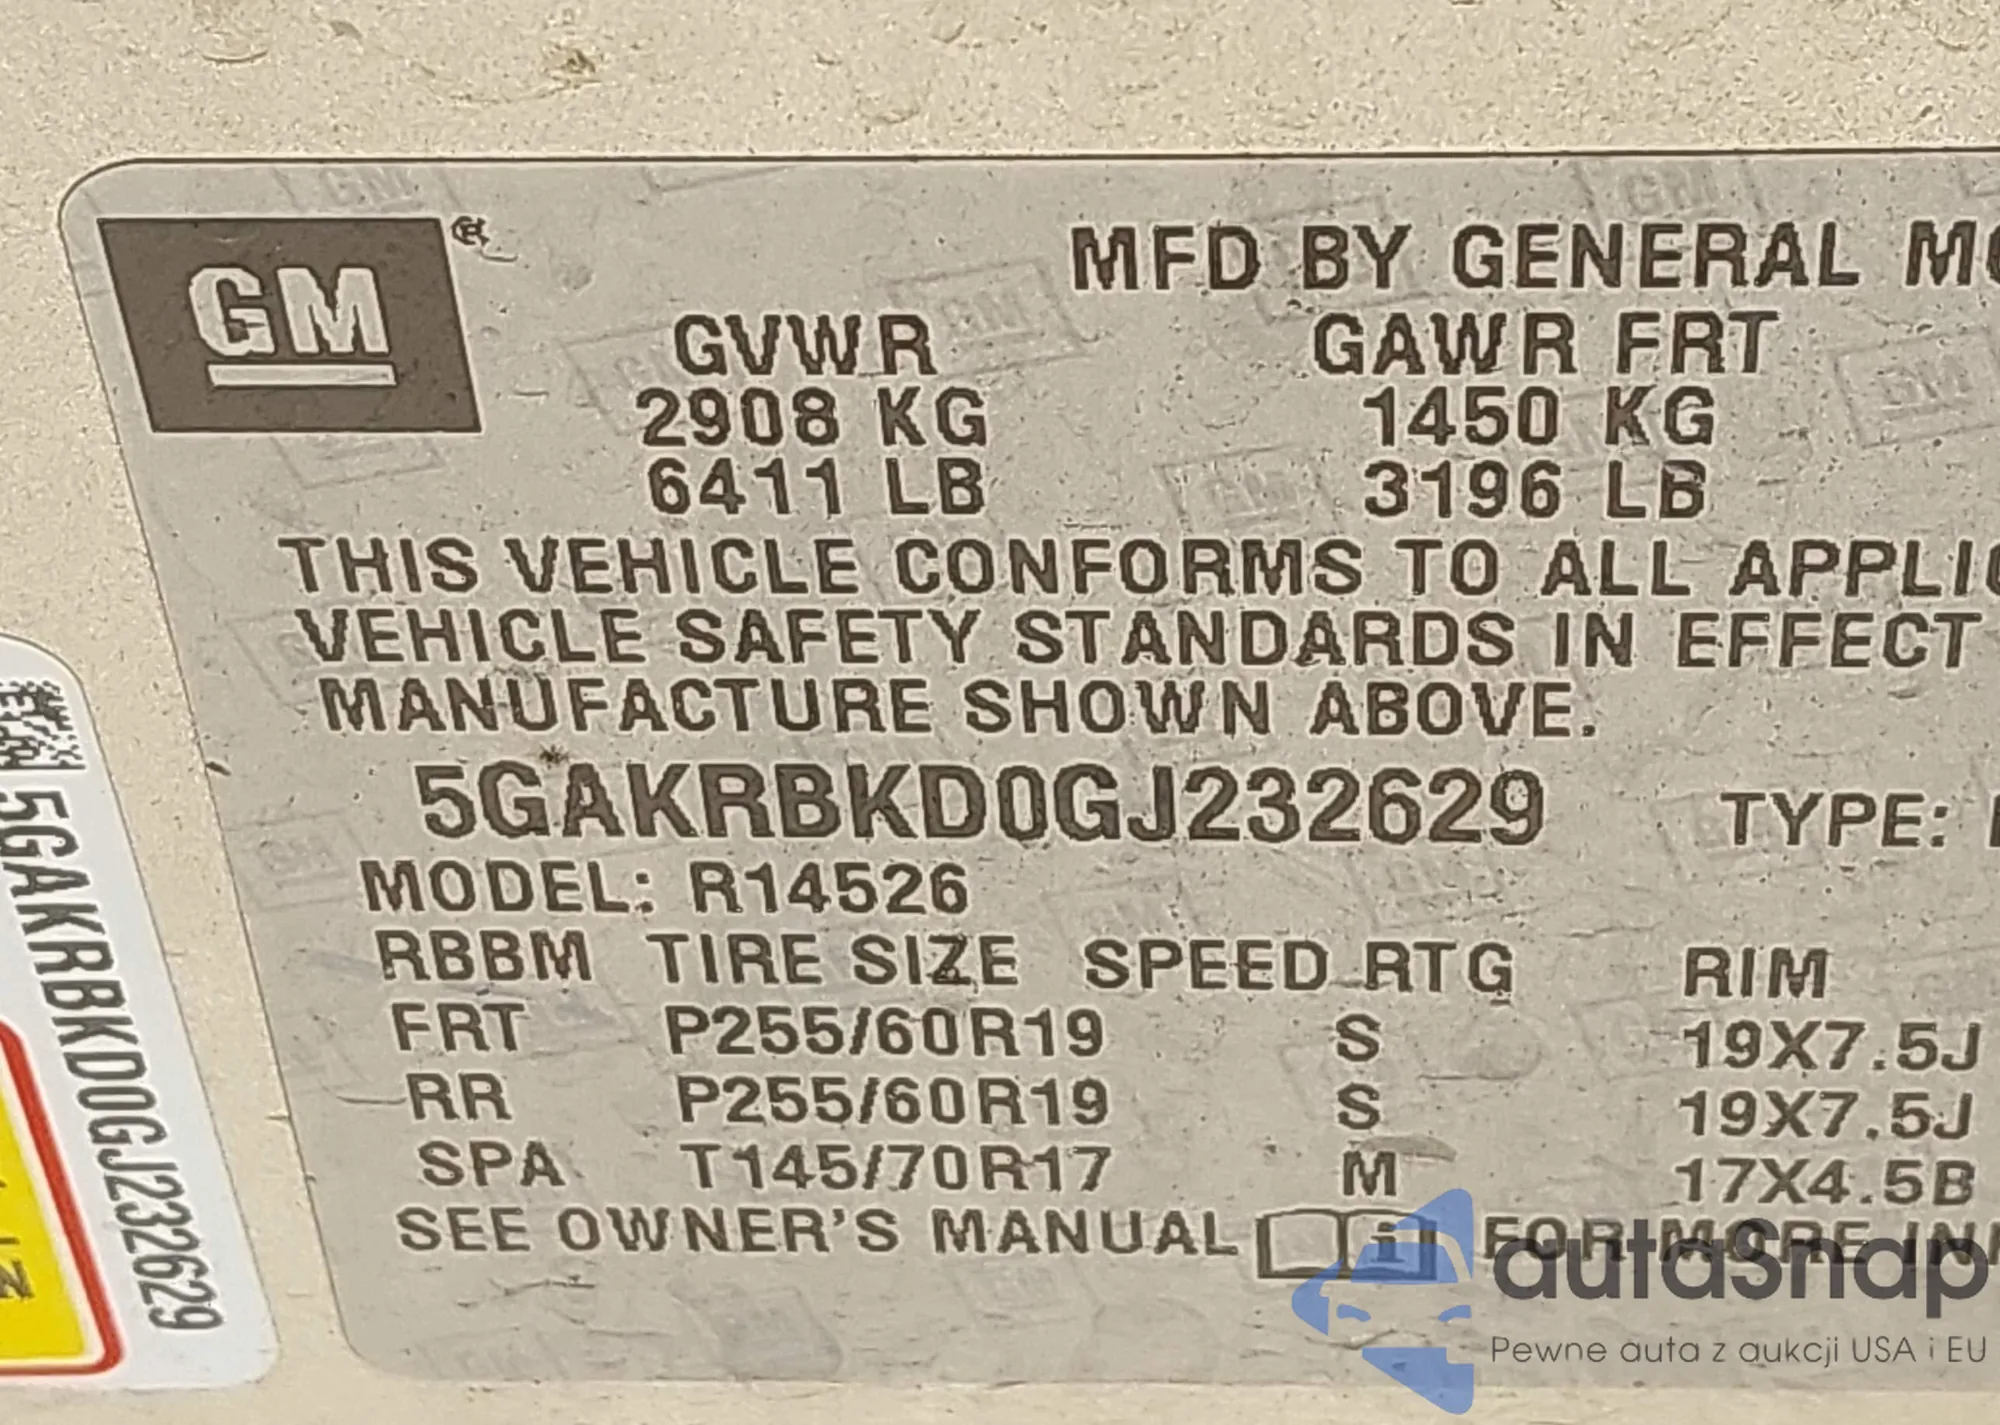 GM ®
MFD BY GENERAL
GVWR GAWR FRT
2908 KG 1450 KG
6411 LB 3196 LB
THIS VEHICLE CONFORMS TO ALL
VEHICLE SAFETY STANDARDS IN EFFECT
MANUFACTURE SHOWN ABOVE.
5GAKRBKD0GJ232629 TYPE:
MODEL: R14526
RBBM TIRE SIZE SPEED RTG RIM
FRT P255/60R19 S 19X7.5J
RR P255/60R19 S 19X7.5J
SPA T145/70R17 M 17X4.5B
SEE OWNER'S MANUAL FOR MORE
5GAKRBKD0GJ232629
autaSnap
Pewne auta z aukcji USA i EU